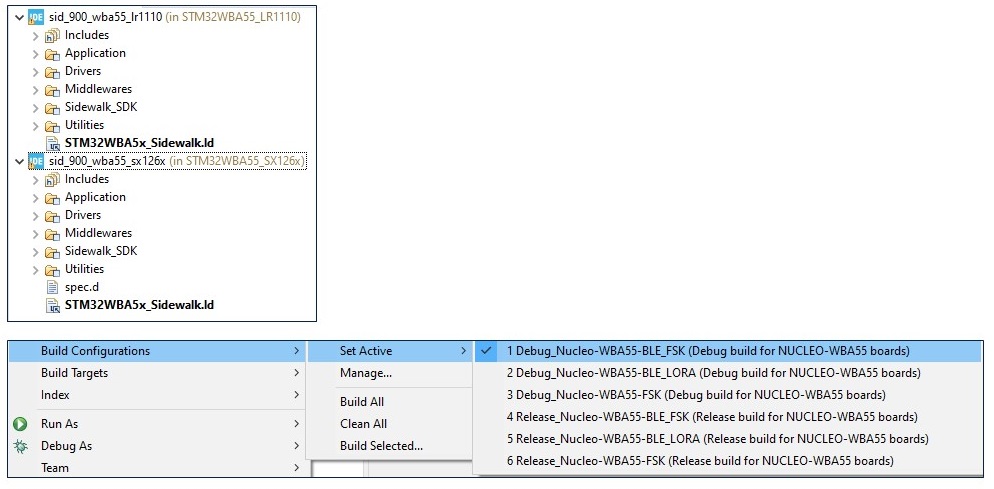 sid_900_wba55_lr1110 (in STM32WBA55_LR1110)
Includes
Application
Drivers
Middlewares
Sidewalk_SDK
Utilities
STM32WBA5x_Sidewalk.ld
sid_900_wba55_sx126x (in STM32WBA55_SX126x)
Includes
Application
Drivers
Middlewares
Sidewalk_SDK
Utilities
spec.d
STM32WBA5x_Sidewalk.ld
Build Configurations
Build Targets
Index
Run As
Debug As
Team
Set Active
Manage...
Build All
Clean All
Build Selected...
1 Debug_Nucleo-WBA55-BLE_FSK (Debug build for NUCLEO-WBA55 boards)
2 Debug_Nucleo-WBA55-BLE_LORA (Debug build for NUCLEO-WBA55 boards)
3 Debug_Nucleo-WBA55-FSK (Debug build for NUCLEO-WBA55 boards)
4 Release_Nucleo-WBA55-BLE_FSK (Release build for NUCLEO-WBA55 boards)
5 Release_Nucleo-WBA55-BLE_LORA (Release build for NUCLEO-WBA55 boards)
6 Release_Nucleo-WBA55-FSK (Release build for NUCLEO-WBA55 boards)